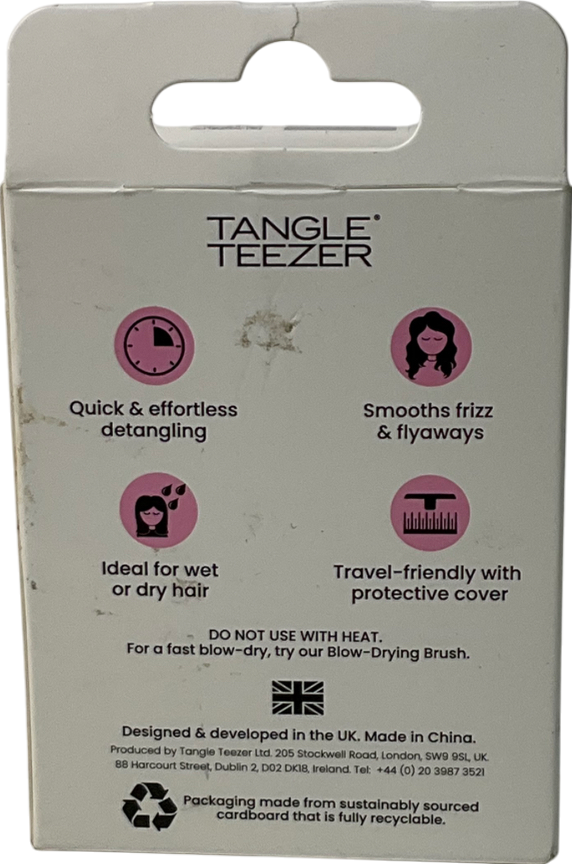 TANGLE®
TEEZER
Quick & effortless
detangling
Smooths frizz
& flyaways
Ideal for wet
or dry hair
Travel-friendly with
protective cover
DO NOT USE WITH HEAT.
For a fast blow-dry, try our Blow-Drying Brush.
Designed & developed in the UK. Made in China.
Produced by Tangle Teezer Ltd. 205 Stockwell Road, London, SW9 9SL, UK.
88 Harcourt Street, Dublin 2, D02 DK18, Ireland. Tel: +44 (0) 20 3987 3521
Packaging made from sustainably sourced
cardboard that is fully recyclable.